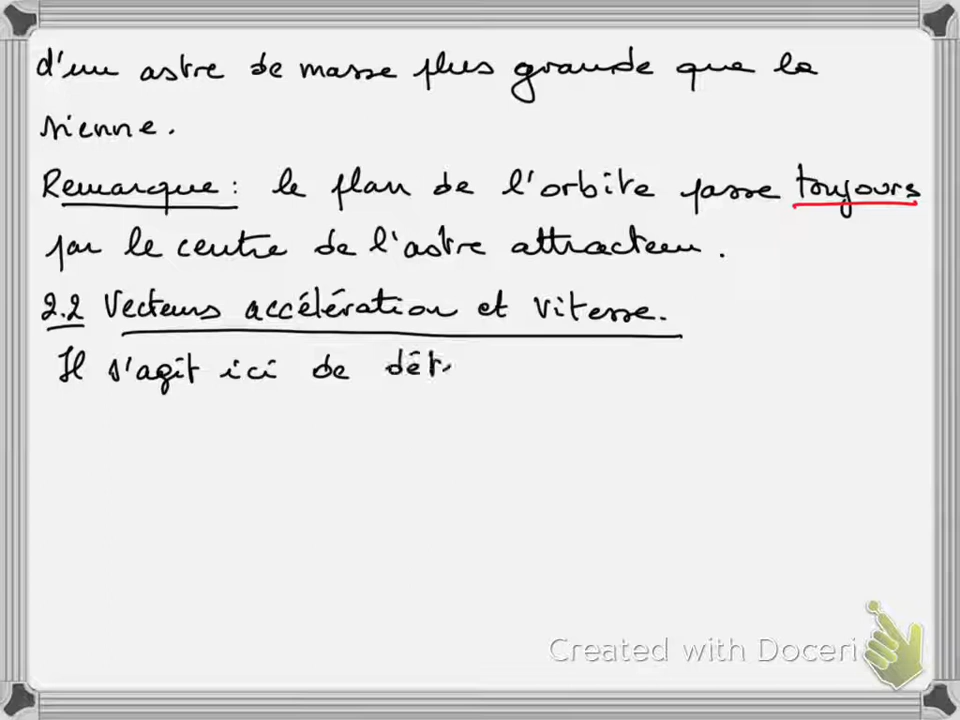 d'un astre de masse plus grande que la
sienne.
Remarque : le plan de l'orbite passe toujours
par le centre de l'astre attracteur.
2.2 Vecteurs accélération et vitesse.
Il s'agit ici de dét
Created with Doceri